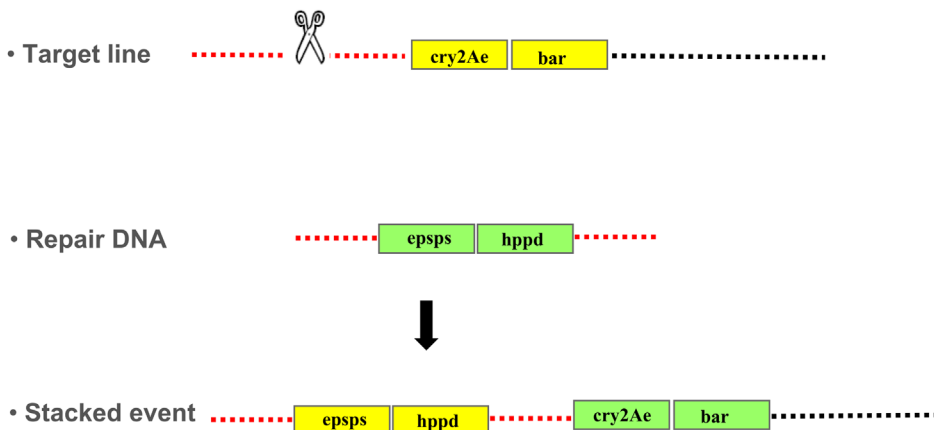 • Target line
cry2Ae bar
• Repair DNA
epsps hppd
• Stacked event
epsps hppd cry2Ae bar